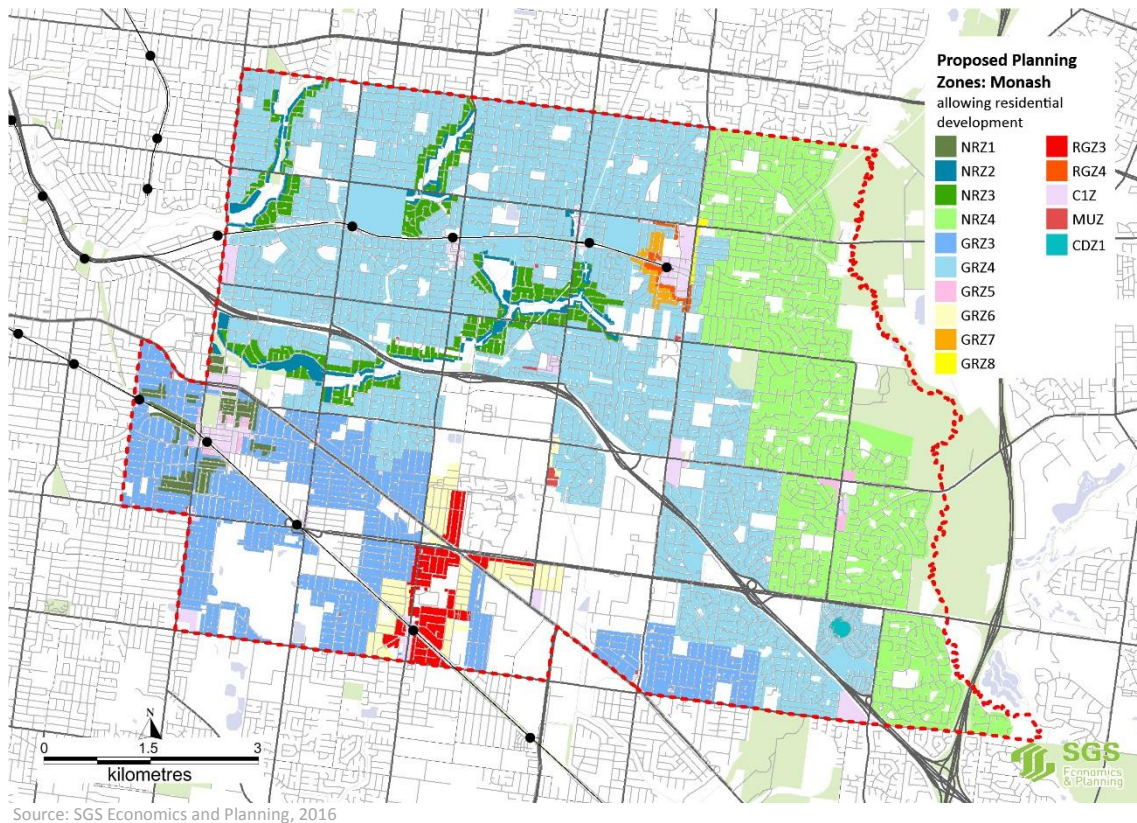 Proposed Planning
Zones: Monash
allowing residential
development
NRZ1
NRZ2
NRZ3
NRZ4
GRZ3
GRZ4
GRZ5
GRZ6
GRZ7
GRZ8
RGZ3
RGZ4
C1Z
MUZ
CDZ1
N
0 1.5 3
kilometres
SGS
Economics
& Planning
Source: SGS Economics and Planning, 2016